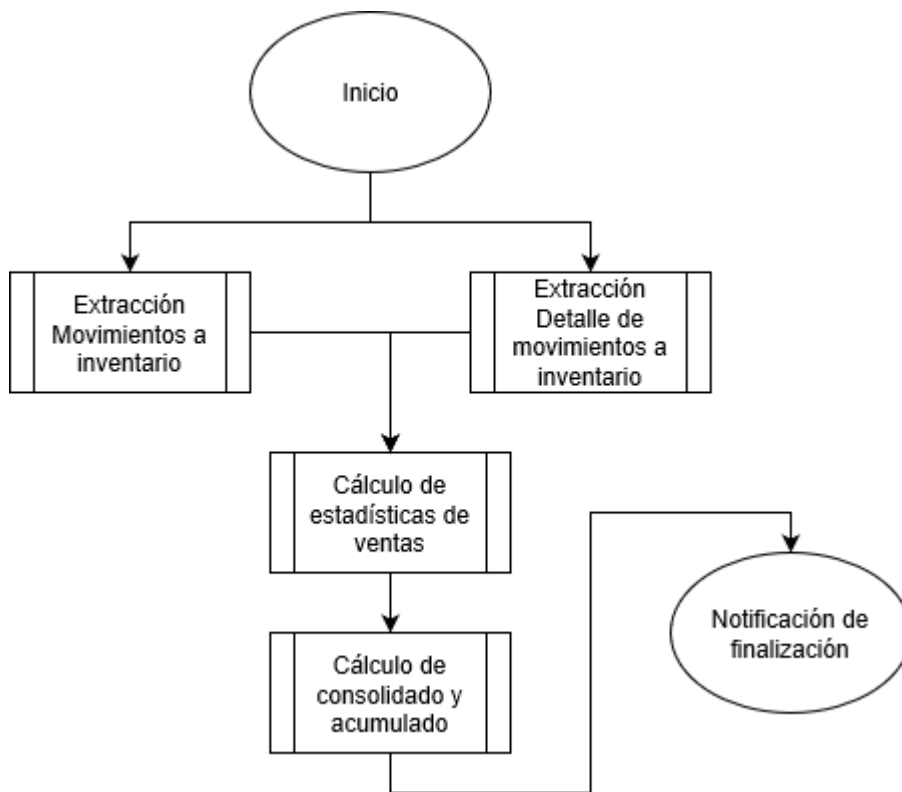 Inicio
Extracción
Movimientos a
inventario
Extracción
Detalle de
movimientos a
inventario
Cálculo de
estadísticas de
ventas
Cálculo de
consolidado y
acumulado
Notificación de
finalización